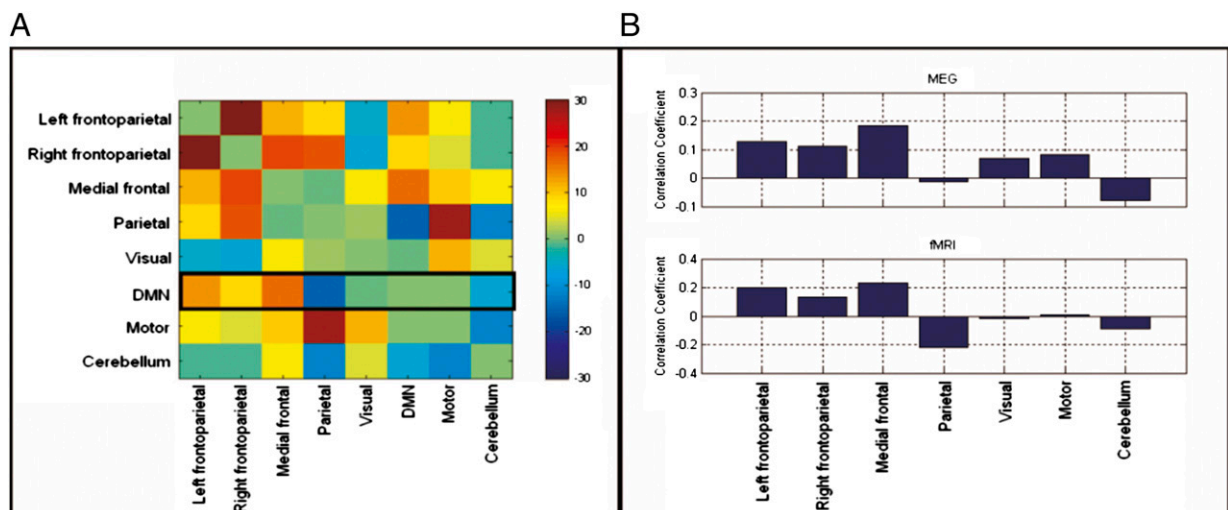 A
Left frontoparietal
Right frontoparietal
Medial frontal
Parietal
Visual
DMN
Motor
Cerebellum
Left frontoparietal
Right frontoparietal
Medial frontal
Parietal
Visual
DMN
Motor
Cerebellum
30
20
10
0
-10
-20
-30
B
MEG
Correlation Coefficient
0.3
0.2
0.1
0
-0.1
fMRI
Correlation Coefficient
0.4
0.2
0
-0.2
-0.4
Left frontoparietal
Right frontoparietal
Medial frontal
Parietal
Visual
Motor
Cerebellum